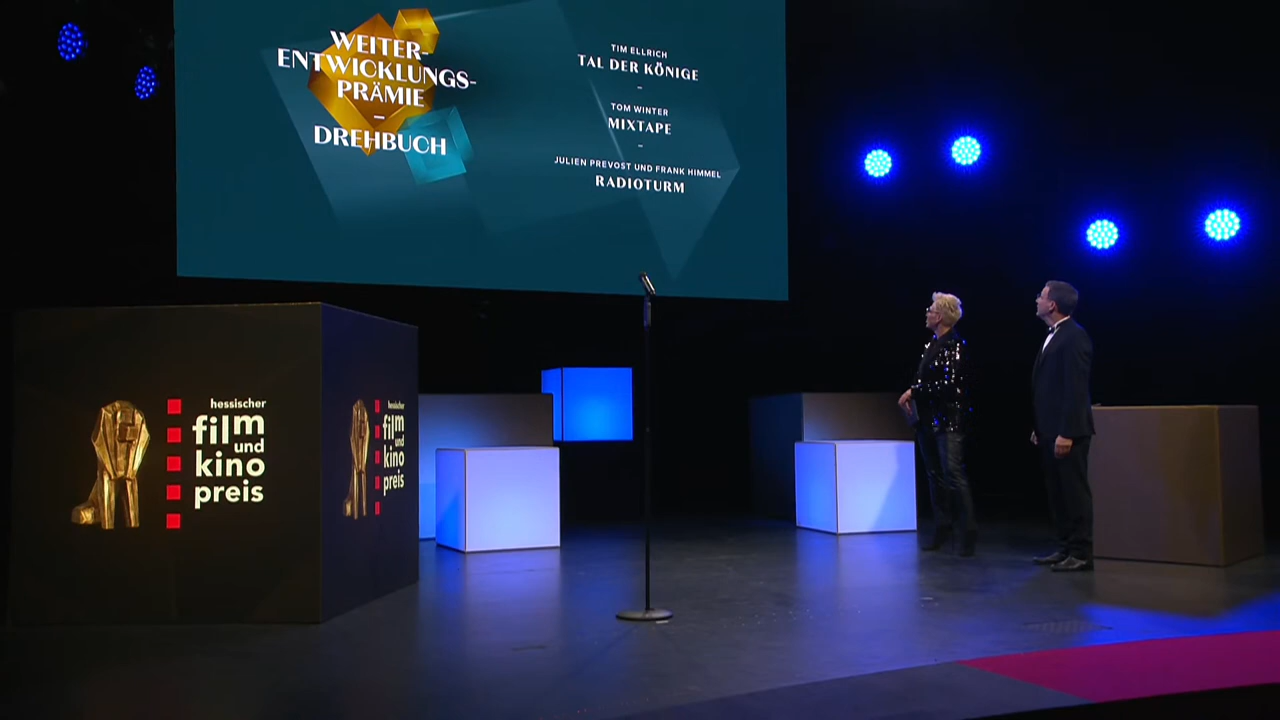 WEITER-
ENTWICKLUNGS-
PRÄMIE
–
DREHBUCH
TIM ELLRICH
TAL DER KÖNIGE
–
TOM WINTER
MIXTAPE
–
JULIEN PREVOST UND FRANK HIMMEL
RADIOTURM
hessischer
film
und
kino
preis
hessischer
film
und
kino
preis